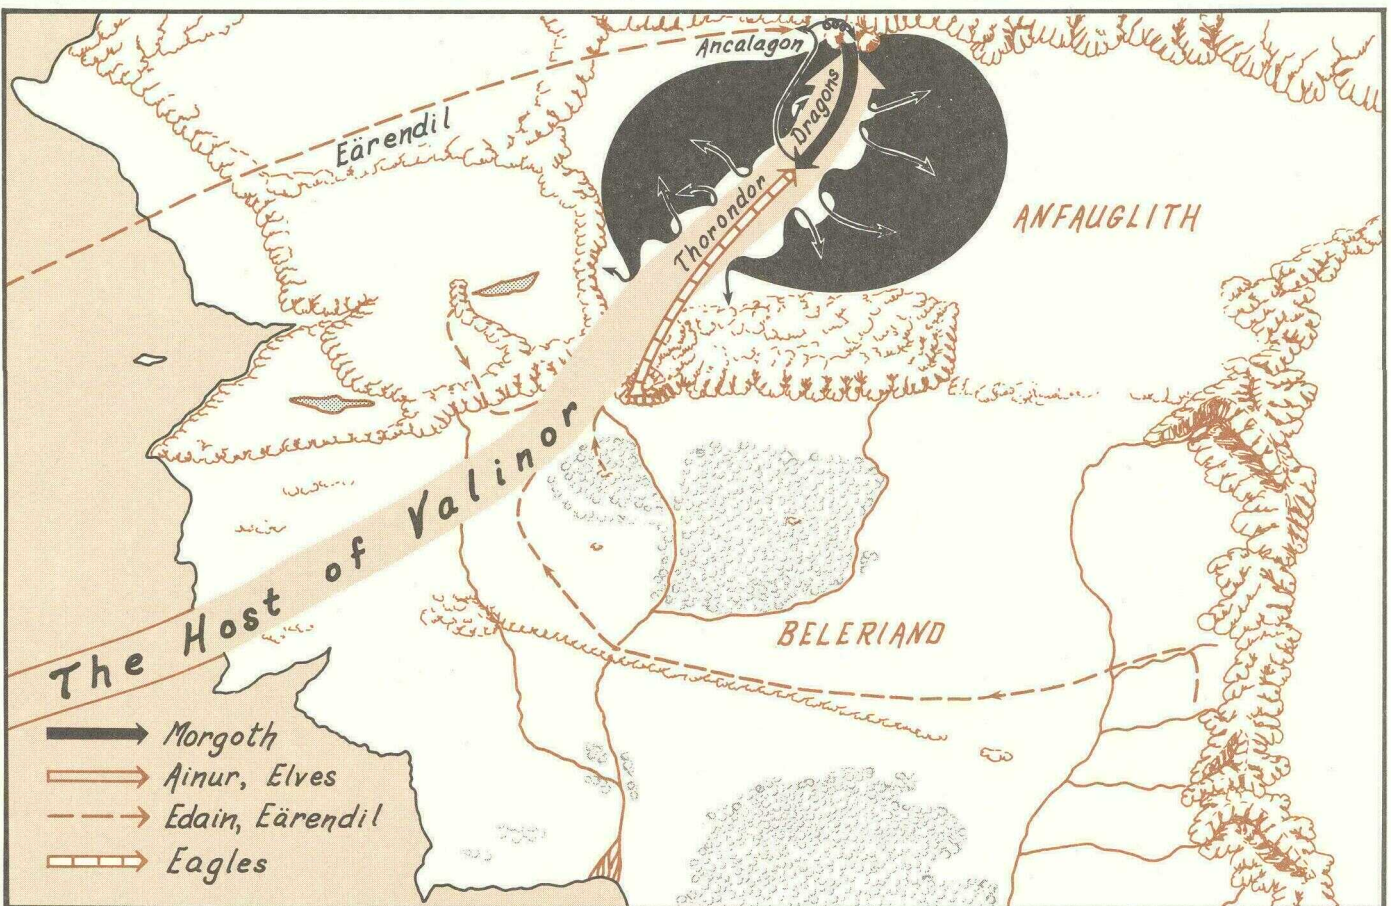 Ancalagon
Dragons
Eärendil
Thorondor
ANFAUGLITH
The Host of Valinor
BELERIAND
Morgoth
Ainur, Elves
Edain, Eärendil
Eagles